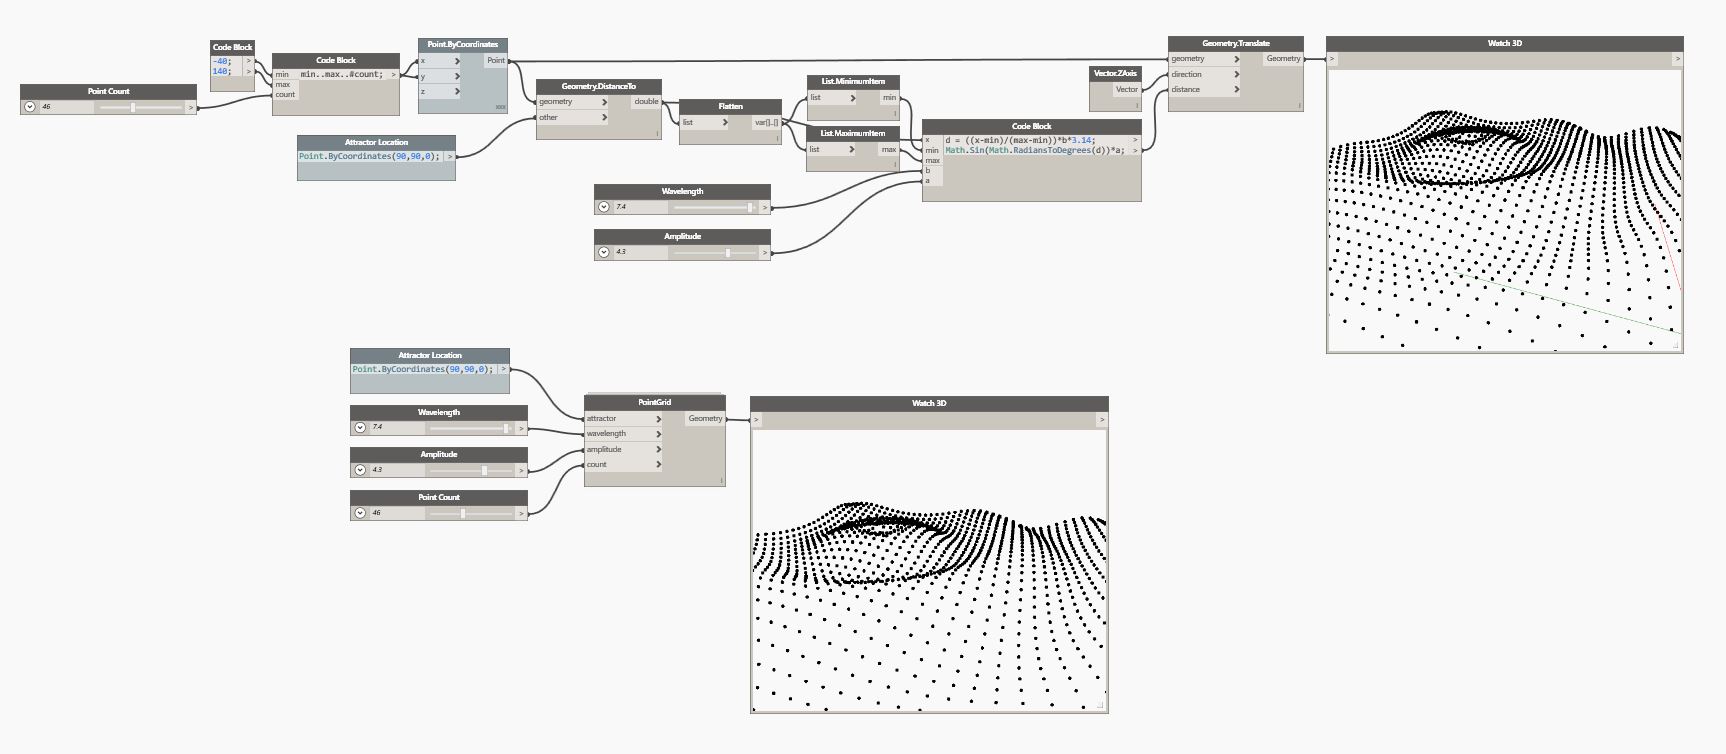 Point Count
46
>
Code Block
-40; >
140; >
Code Block
min min..max..#count; >
max
count
Point.ByCoordinates
x > Point
y >
z >
xxx
Attractor Location
Point.ByCoordinates(90,90,0); >
Geometry.DistanceTo
geometry > double
other >
Flatten
list > var[]..[]
List.MinimumItem
list > min
List.MaximumItem
list > max
Wavelength
7.4 >
Amplitude
4.3 >
Code Block
x d = ((x-min)/(max-min))*b*3.14; >
min Math.Sin(Math.RadiansToDegrees(d))*a; >
max
b
a
Vector.ZAxis
Vector
Geometry.Translate
geometry > Geometry
direction >
distance >
Watch 3D
> >
Attractor Location
Point.ByCoordinates(90,90,0); >
Wavelength
7.4 >
Amplitude
4.3 >
Point Count
46 >
PointGrid
attractor > Geometry
wavelength >
amplitude >
count >
Watch 3D
> >